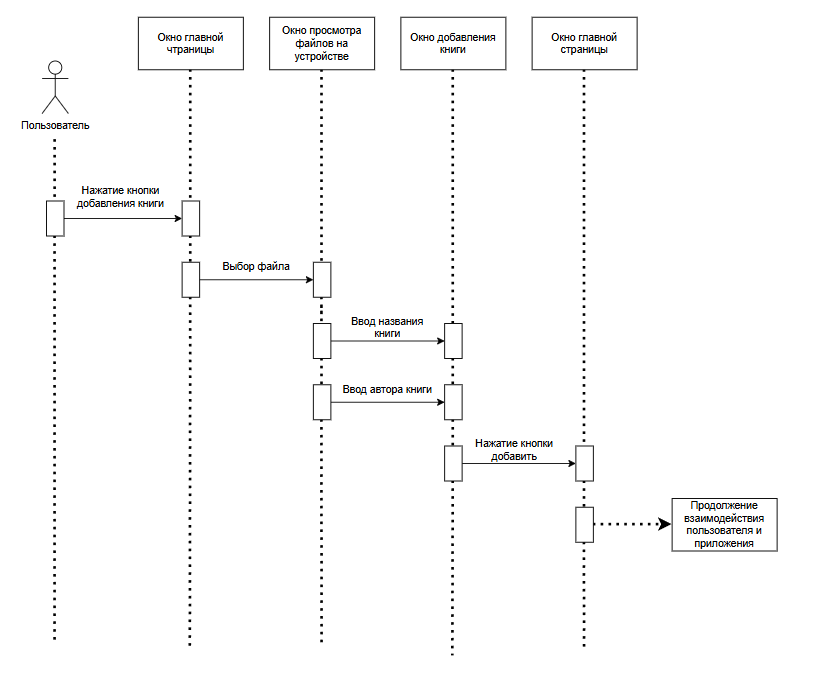 Окно главной
чтраницы
Окно просмотра
файлов на
устройстве
Окно добавления
книги
Окно главной
страницы
Пользователь
Нажатие кнопки
добавления книги
Выбор файла
Ввод названия
книги
Ввод автора книги
Нажатие кнопки
добавить
Продолжение
взаимодействия
пользователя и
приложения